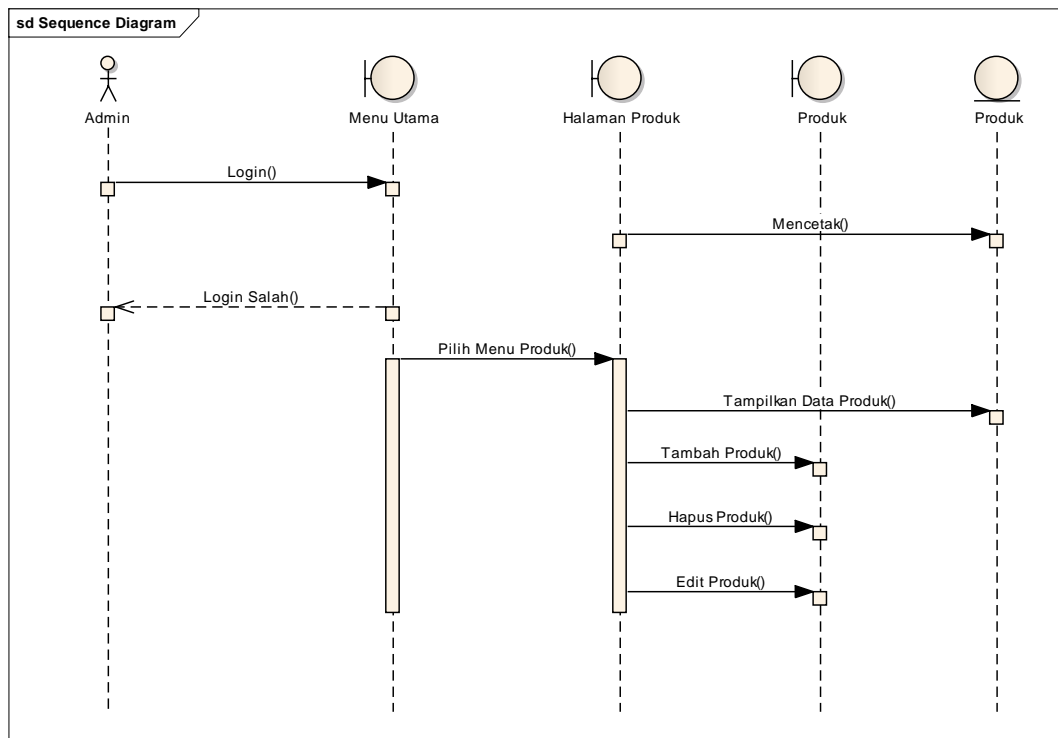 sd Sequence Diagram
Admin
Menu Utama
Halaman Produk
Produk
Produk
Login()
Mencetak()
Login Salah()
Pilih Menu Produk()
Tampilkan Data Produk()
Tambah Produk()
Hapus Produk()
Edit Produk()